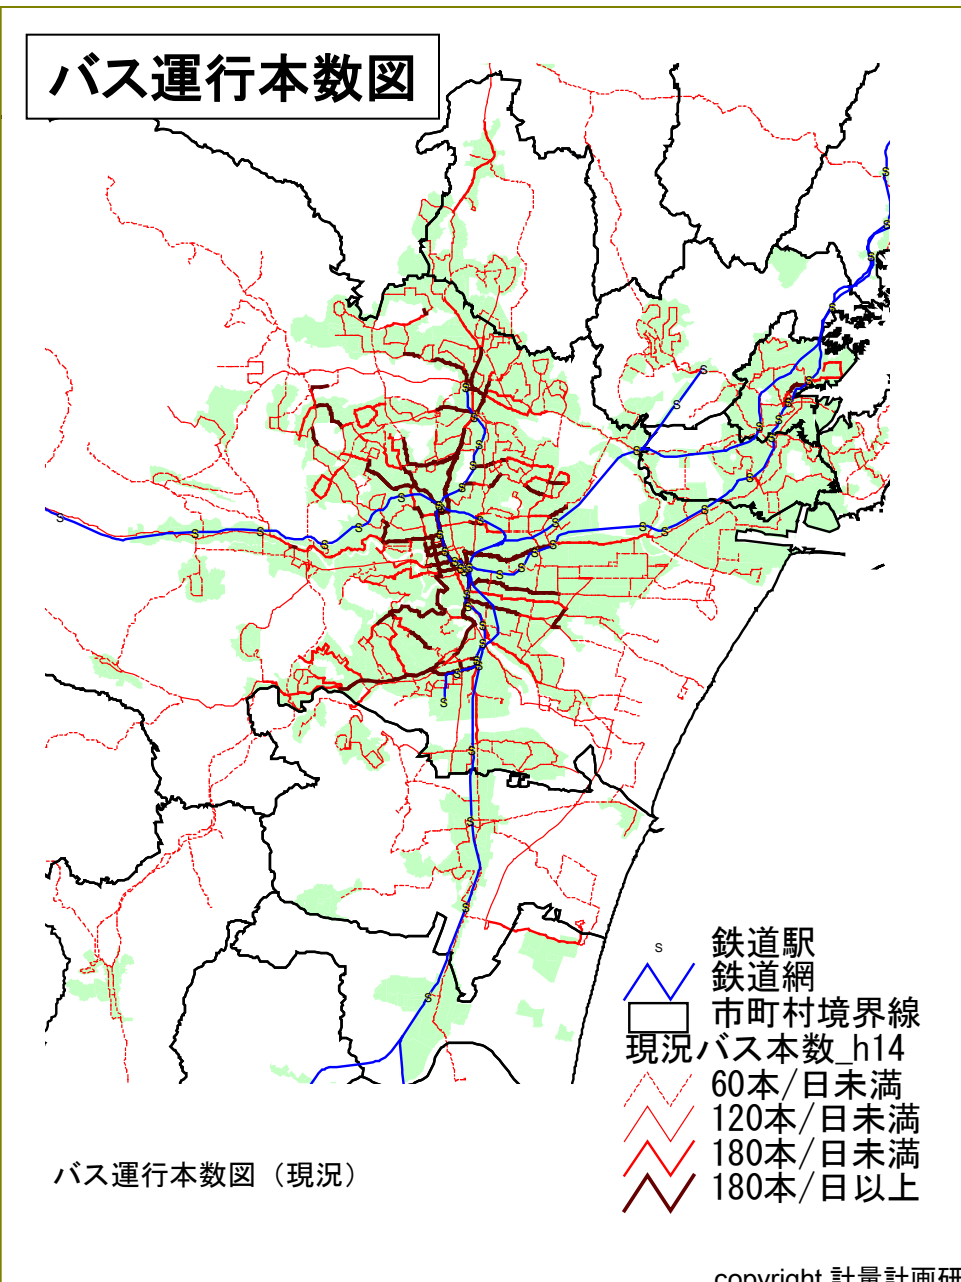 バス運行本数図
s 鉄道駅
鉄道網
市町村境界線
現況バス本数_h14
60本/日未満
120本/日未満
180本/日未満
180本/日以上
バス運行本数図（現況）
copyright 計量計画研